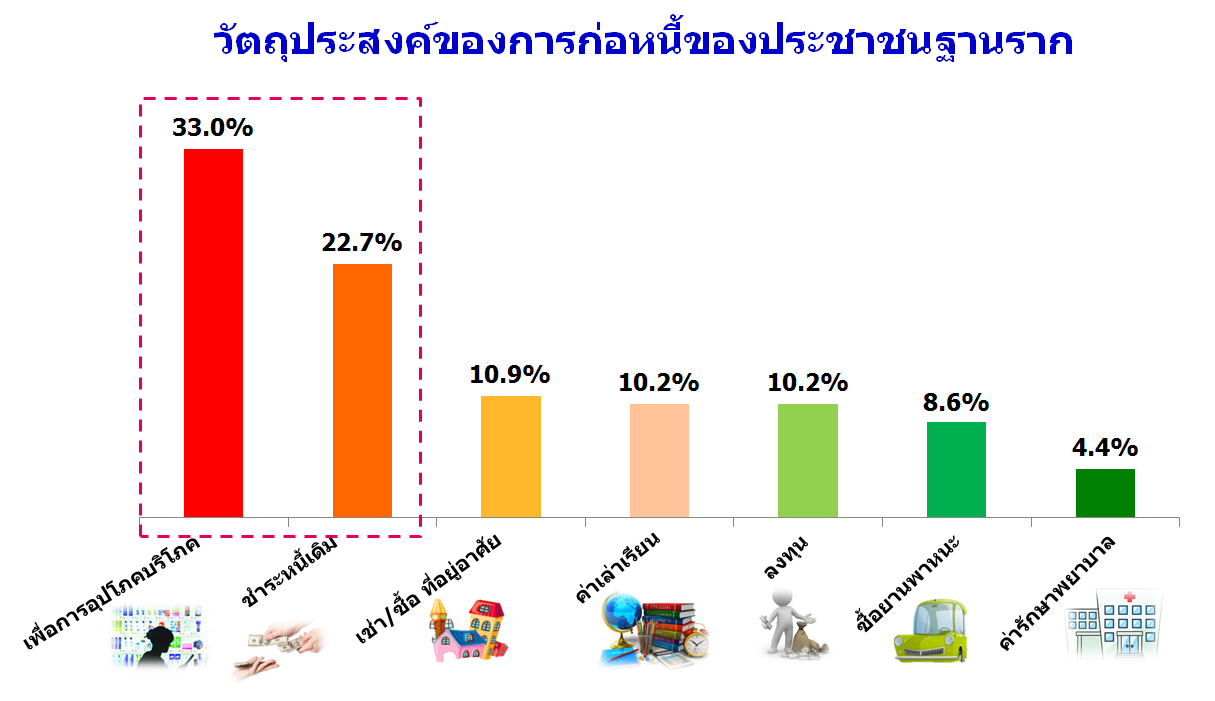 วัตถุประสงค์ของการก่อหนี้ของประชาชนฐานราก
33.0%
22.7%
10.9%
10.2%
10.2%
8.6%
4.4%
เพื่อการอุปโภคบริโภค
ชำระหนี้เดิม
เช่า/ซื้อ ที่อยู่อาศัย
ค่าเล่าเรียน
ลงทุน
ซื้อยานพาหนะ
ค่ารักษาพยาบาล